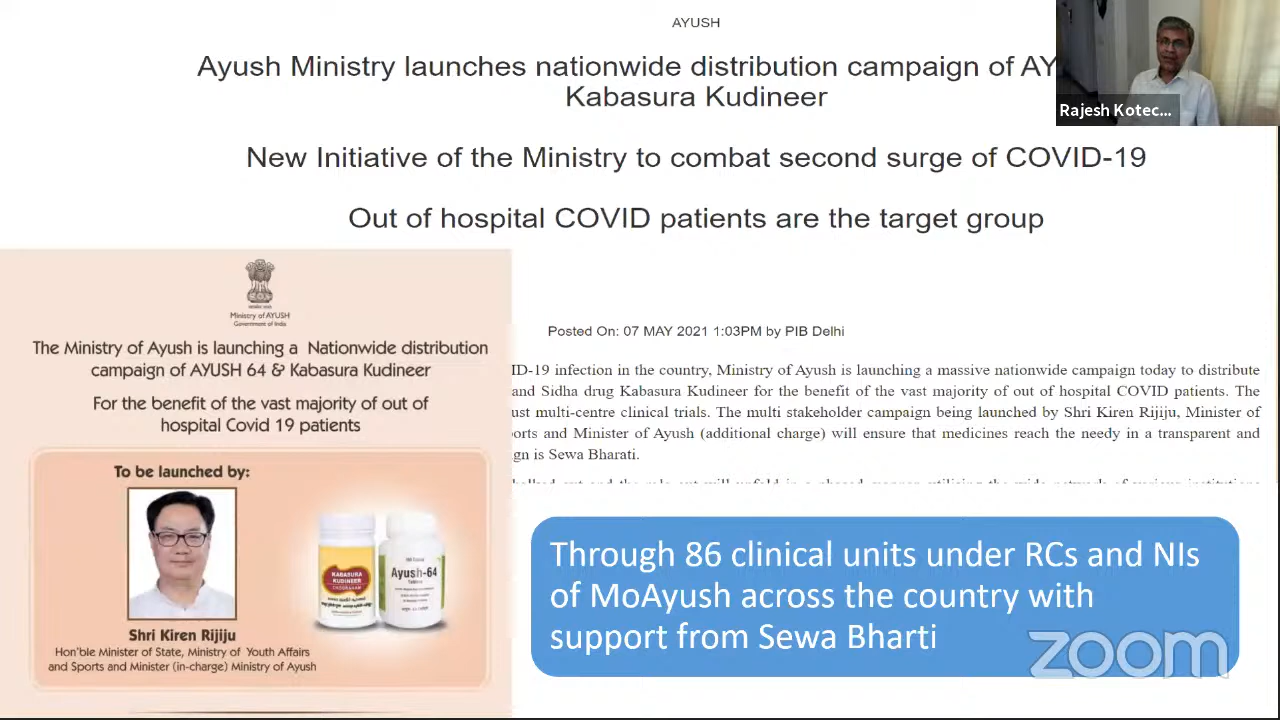 AYUSH
Ayush Ministry launches nationwide distribution campaign of AY
Kabasura Kudineer
Rajesh Kotec...
New Initiative of the Ministry to combat second surge of COVID-19
Out of hospital COVID patients are the target group
Ministry of AYUSH
Government of India
The Ministry of Ayush is launching a Nationwide distribution
campaign of AYUSH 64 & Kabasura Kudineer
For the benefit of the vast majority of out of
hospital Covid 19 patients
To be launched by:
KABASURA
KUDINEER
Ayush-64
Shri Kiren Rijiju
Hon'ble Minister of State, Ministry of Youth Affairs
and Sports and Minister (in-charge) Ministry of Ayush
Posted On: 07 MAY 2021 1:03PM by PIB Delhi
ID-19 infection in the country, Ministry of Ayush is launching a massive nationwide campaign today to distribute
and Sidha drug Kabasura Kudineer for the benefit of the vast majority of out of hospital COVID patients. The
ust multi-centre clinical trials. The multi stakeholder campaign being launched by Shri Kiren Rijiju, Minister of
orts and Minister of Ayush (additional charge) will ensure that medicines reach the needy in a transparent and
gn is Sewa Bharati.
Through 86 clinical units under RCs and NIs
of MoAyush across the country with
support from Sewa Bharti
zoom